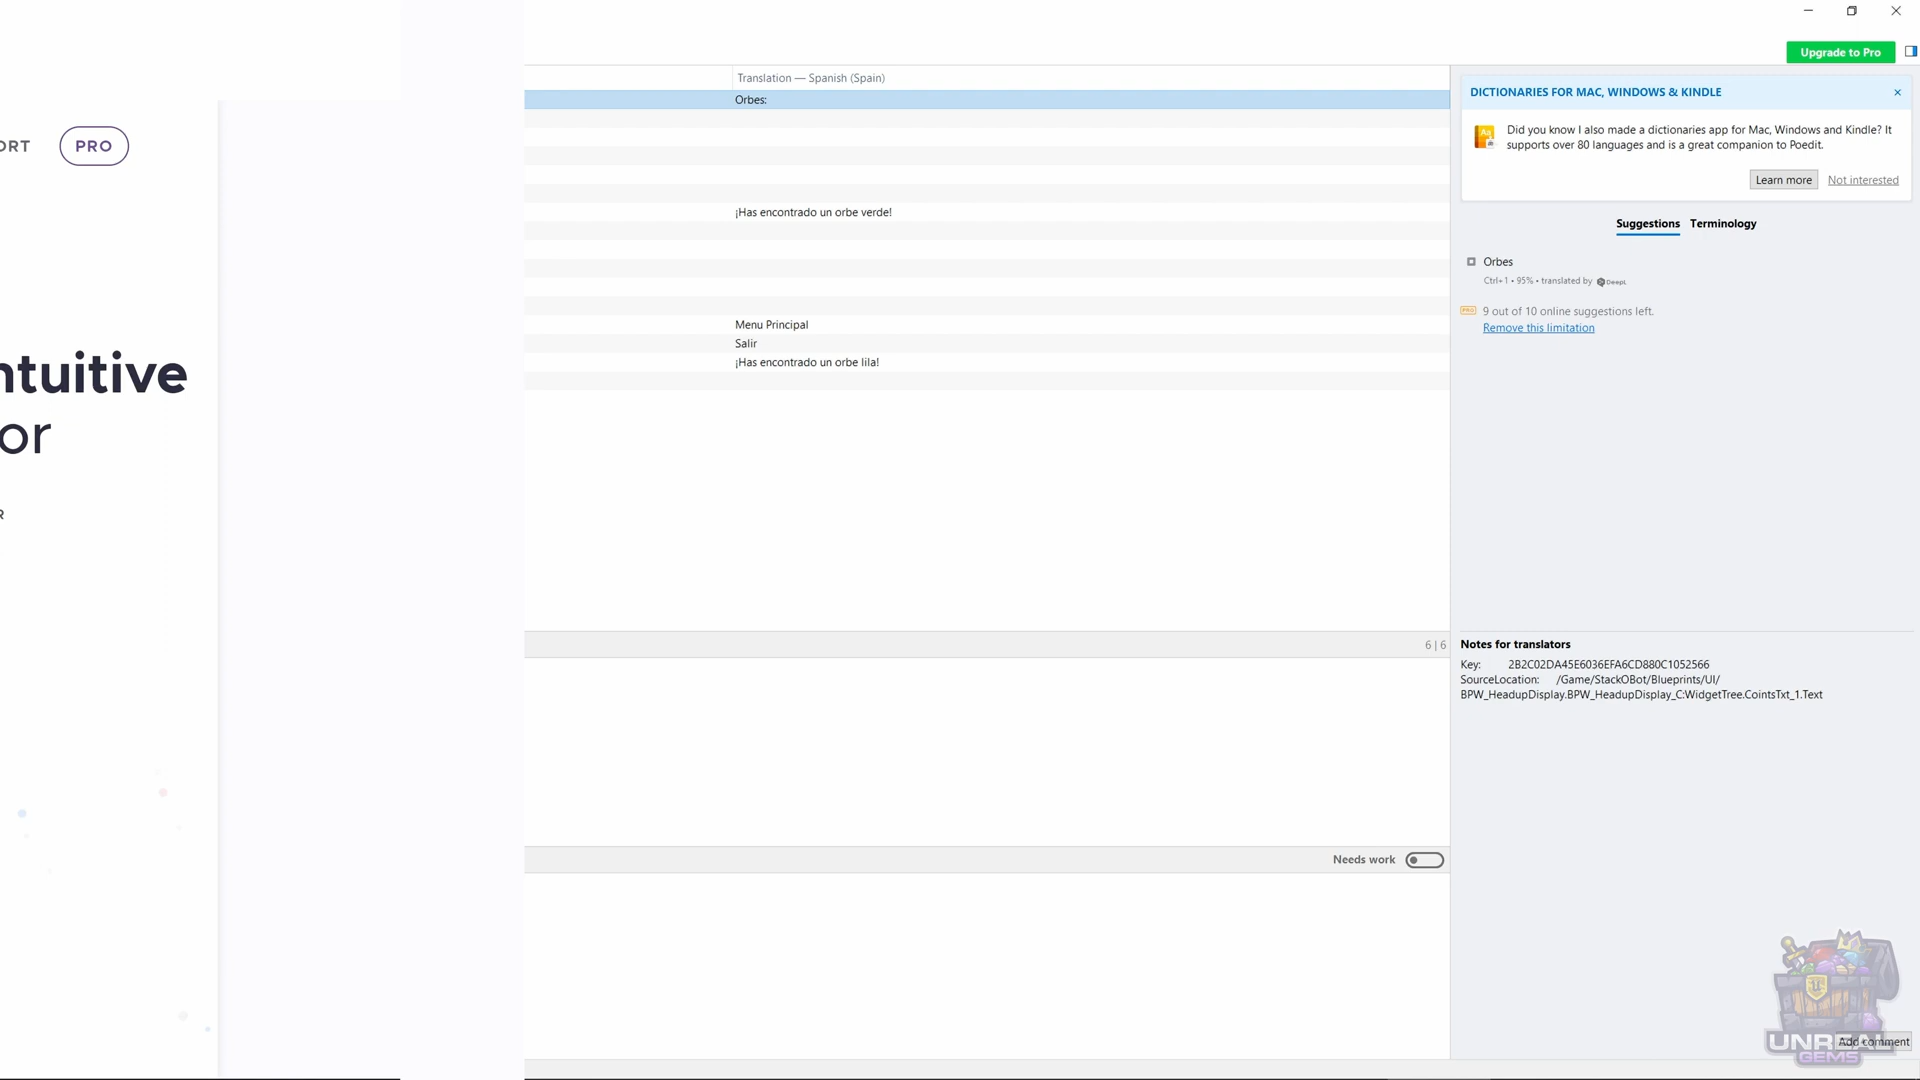 ORT
PRO
ntuitive
or
R
Upgrade to Pro
Translation — Spanish (Spain)
Orbes:
¡Has encontrado un orbe verde!
Menu Principal
Salir
¡Has encontrado un orbe lila!
6 | 6
Needs work
DICTIONARIES FOR MAC, WINDOWS & KINDLE
Did you know I also made a dictionaries app for Mac, Windows and Kindle? It
supports over 80 languages and is a great companion to Poedit.
Learn more
Not interested
Suggestions Terminology
Orbes
Ctrl+1 • 95% • translated by DeepL
PRO 9 out of 10 online suggestions left.
Remove this limitation
Notes for translators
Key: 2B2C02DA45E6036EFA6CD880C1052566
SourceLocation: /Game/StackOBot/Blueprints/UI/
BPW_HeadupDisplay.BPW_HeadupDisplay_C:WidgetTree.CointsTxt_1.Text
Add comment
UNREAL
GEMS